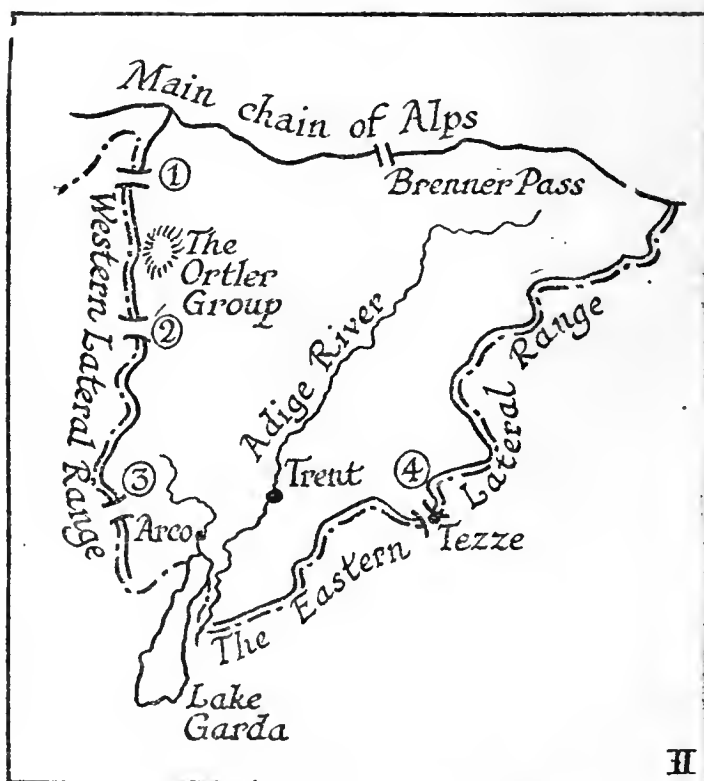 Main chain of Alps
Brenner Pass
①
Western Lateral Range
The
Ortler
Group
②
Adige River
③
Trent
④
Arco
Tezze
The Eastern Lateral Range
Lake
Garda
II